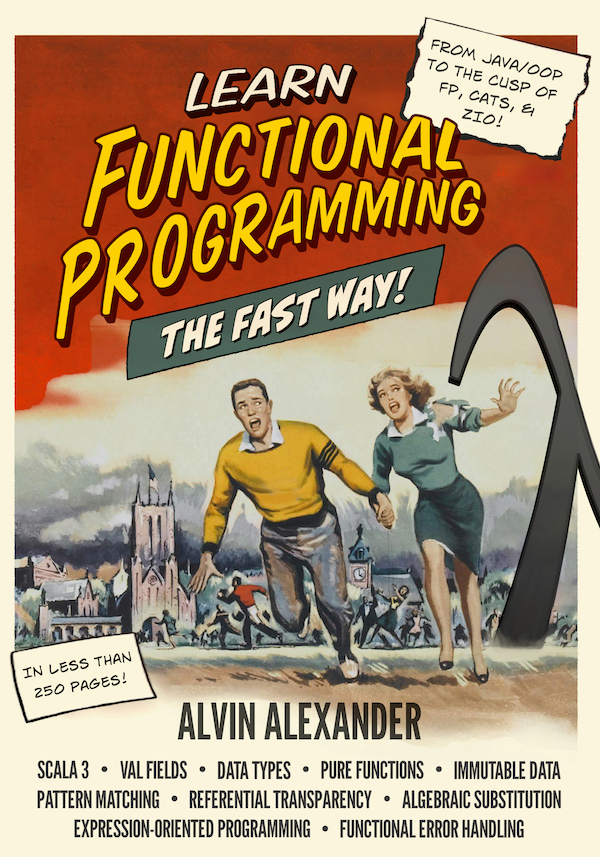 FROM JAVA/OOP
TO THE CUSP OF
FP, CATS, &
ZIO!
LEARN
FUNCTIONAL
PROGRAMMING
THE FAST WAY!
λ
IN LESS THAN
250 PAGES!
ALVIN ALEXANDER
SCALA 3 • VAL FIELDS • DATA TYPES • PURE FUNCTIONS • IMMUTABLE DATA
PATTERN MATCHING • REFERENTIAL TRANSPARENCY • ALGEBRAIC SUBSTITUTION
EXPRESSION-ORIENTED PROGRAMMING • FUNCTIONAL ERROR HANDLING